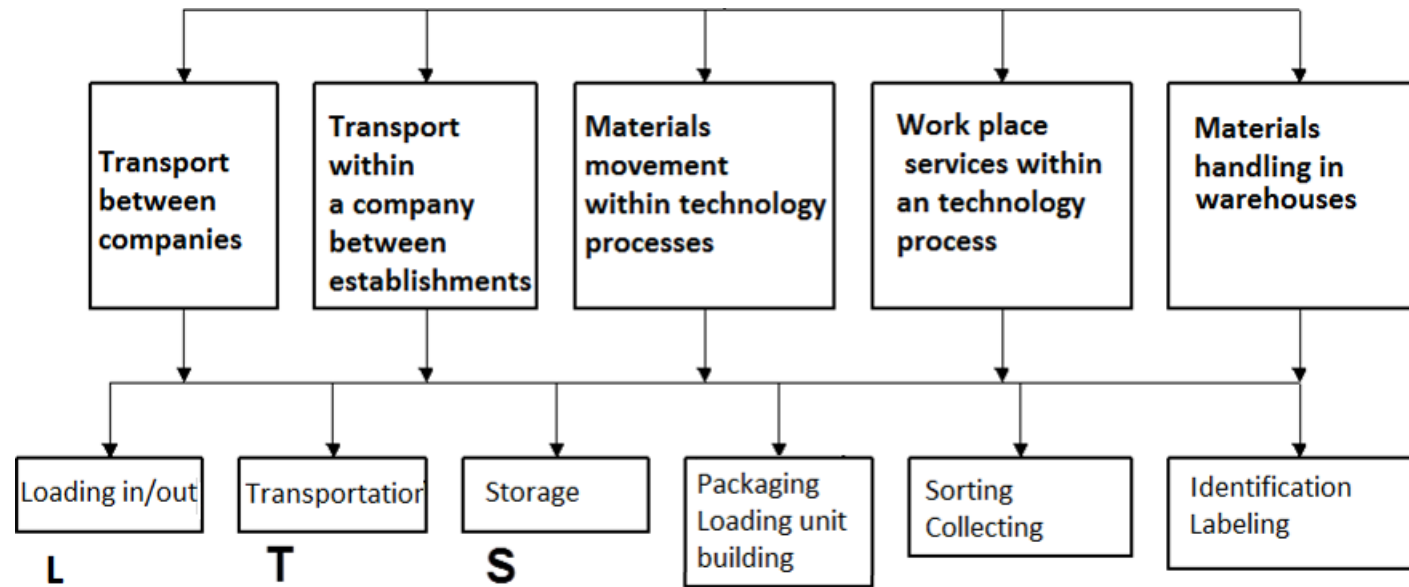 Transport
between
companies
Transport
within
a company
between
establishments
Materials
movement
within technology
processes
Work place
services within
an technology
process
Materials
handling in
warehouses
Loading in/out
Transportation
Storage
Packaging
Loading unit
building
Sorting
Collecting
Identification
Labeling
L
T
S